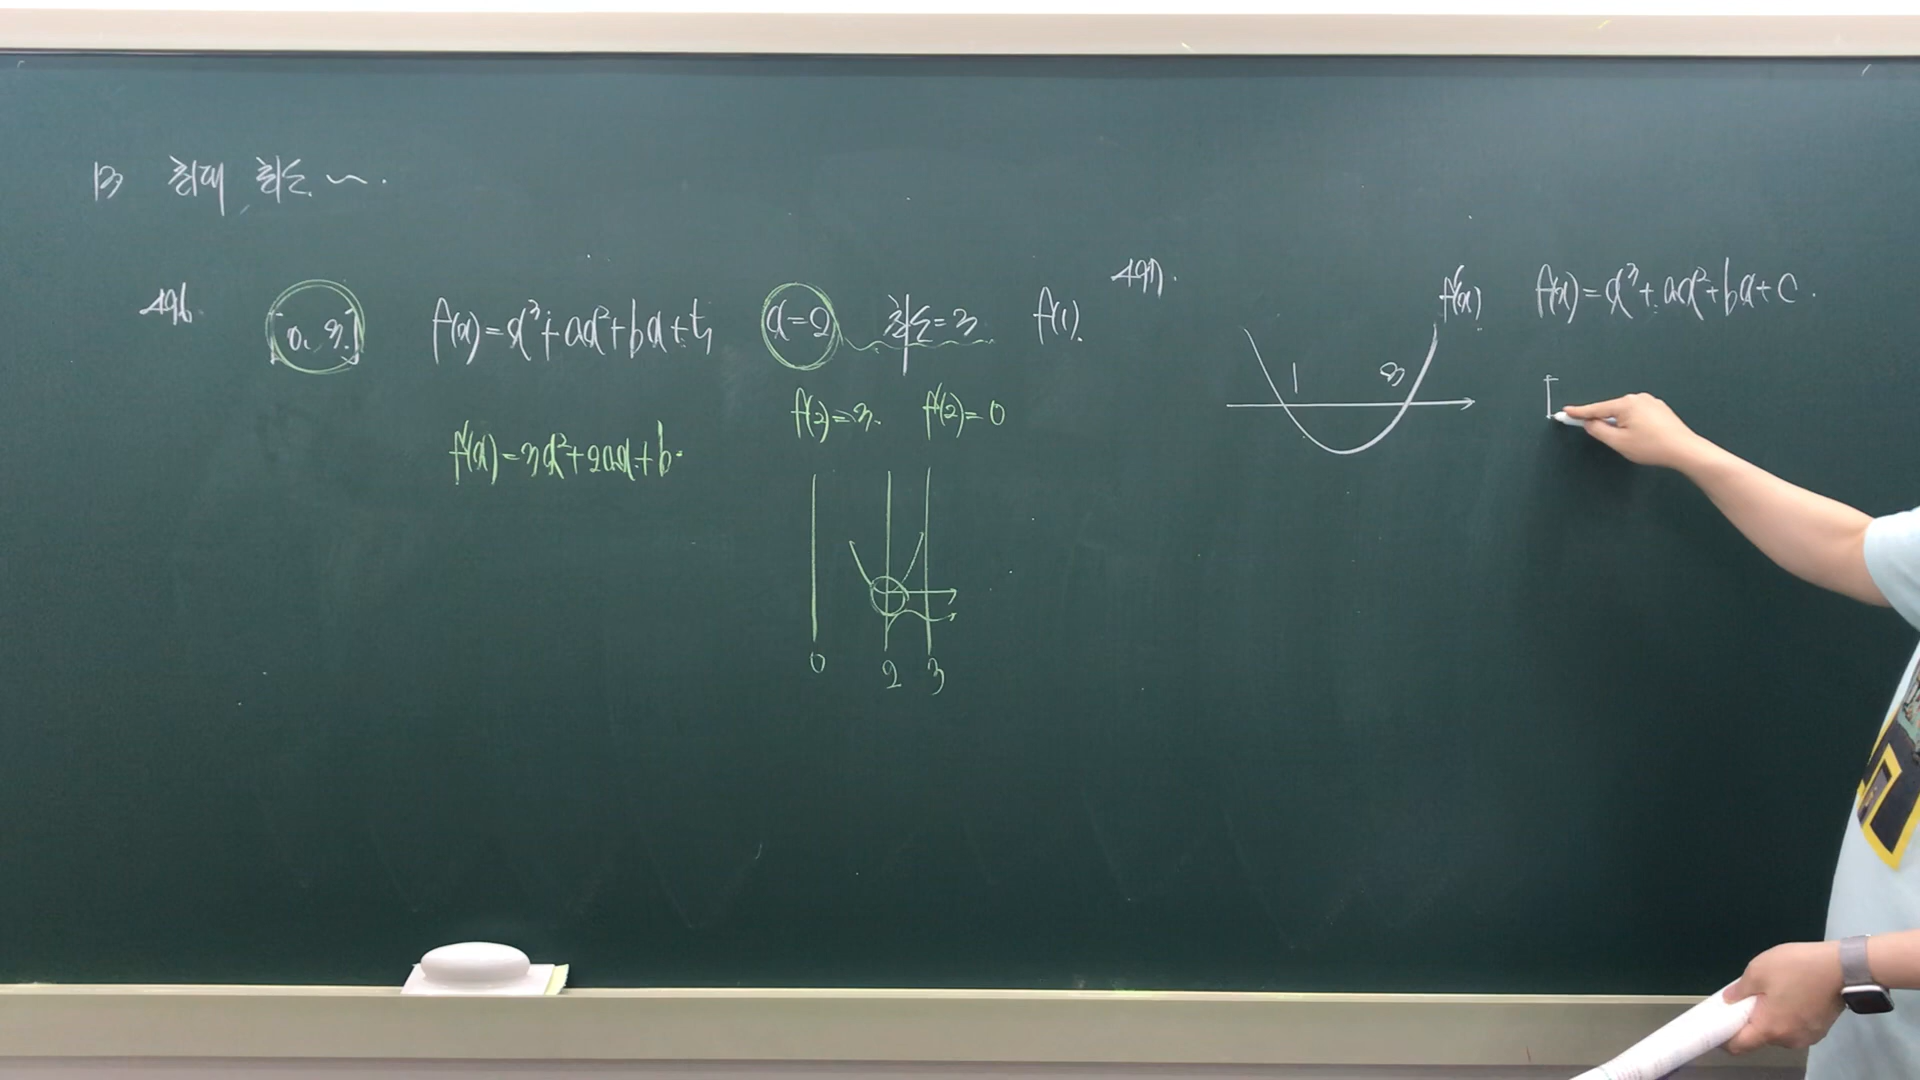 13 최대, 최소 ~.
496. [0, 3] f(x)=x³+ax²+bx+ x=2 최소=3 f(1).
f(2)=3. f'(2)=0
f'(x)=3x²+2ax+b.
0 2 3
497.
f'(x) f(x)=x³+ax²+bx+c.
1 3
[